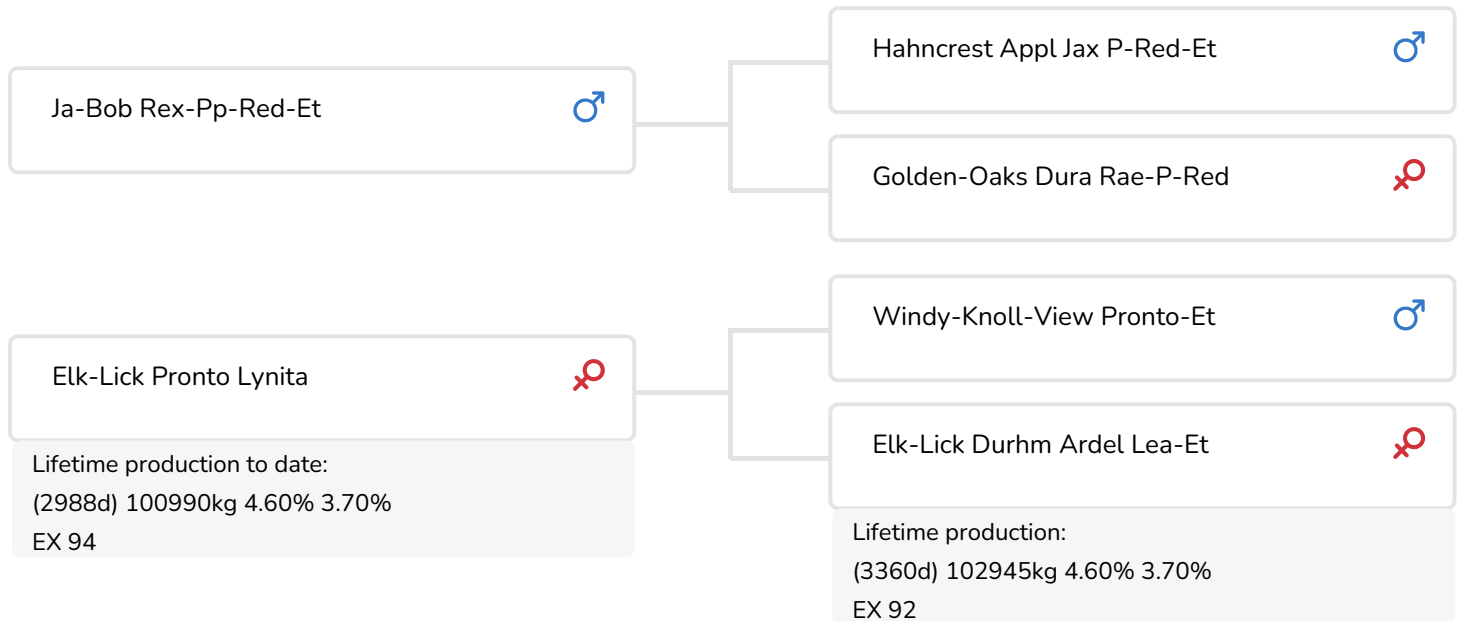 Hahncrest Appl Jax P-Red-Et
Ja-Bob Rex-Pp-Red-Et
Golden-Oaks Dura Rae-P-Red
Windy-Knoll-View Pronto-Et
Elk-Lick Pronto Lynita
Lifetime production to date:
(2988d) 100990kg 4.60% 3.70%
EX 94
Elk-Lick Durhm Ardel Lea-Et
Lifetime production:
(3360d) 102945kg 4.60% 3.70%
EX 92